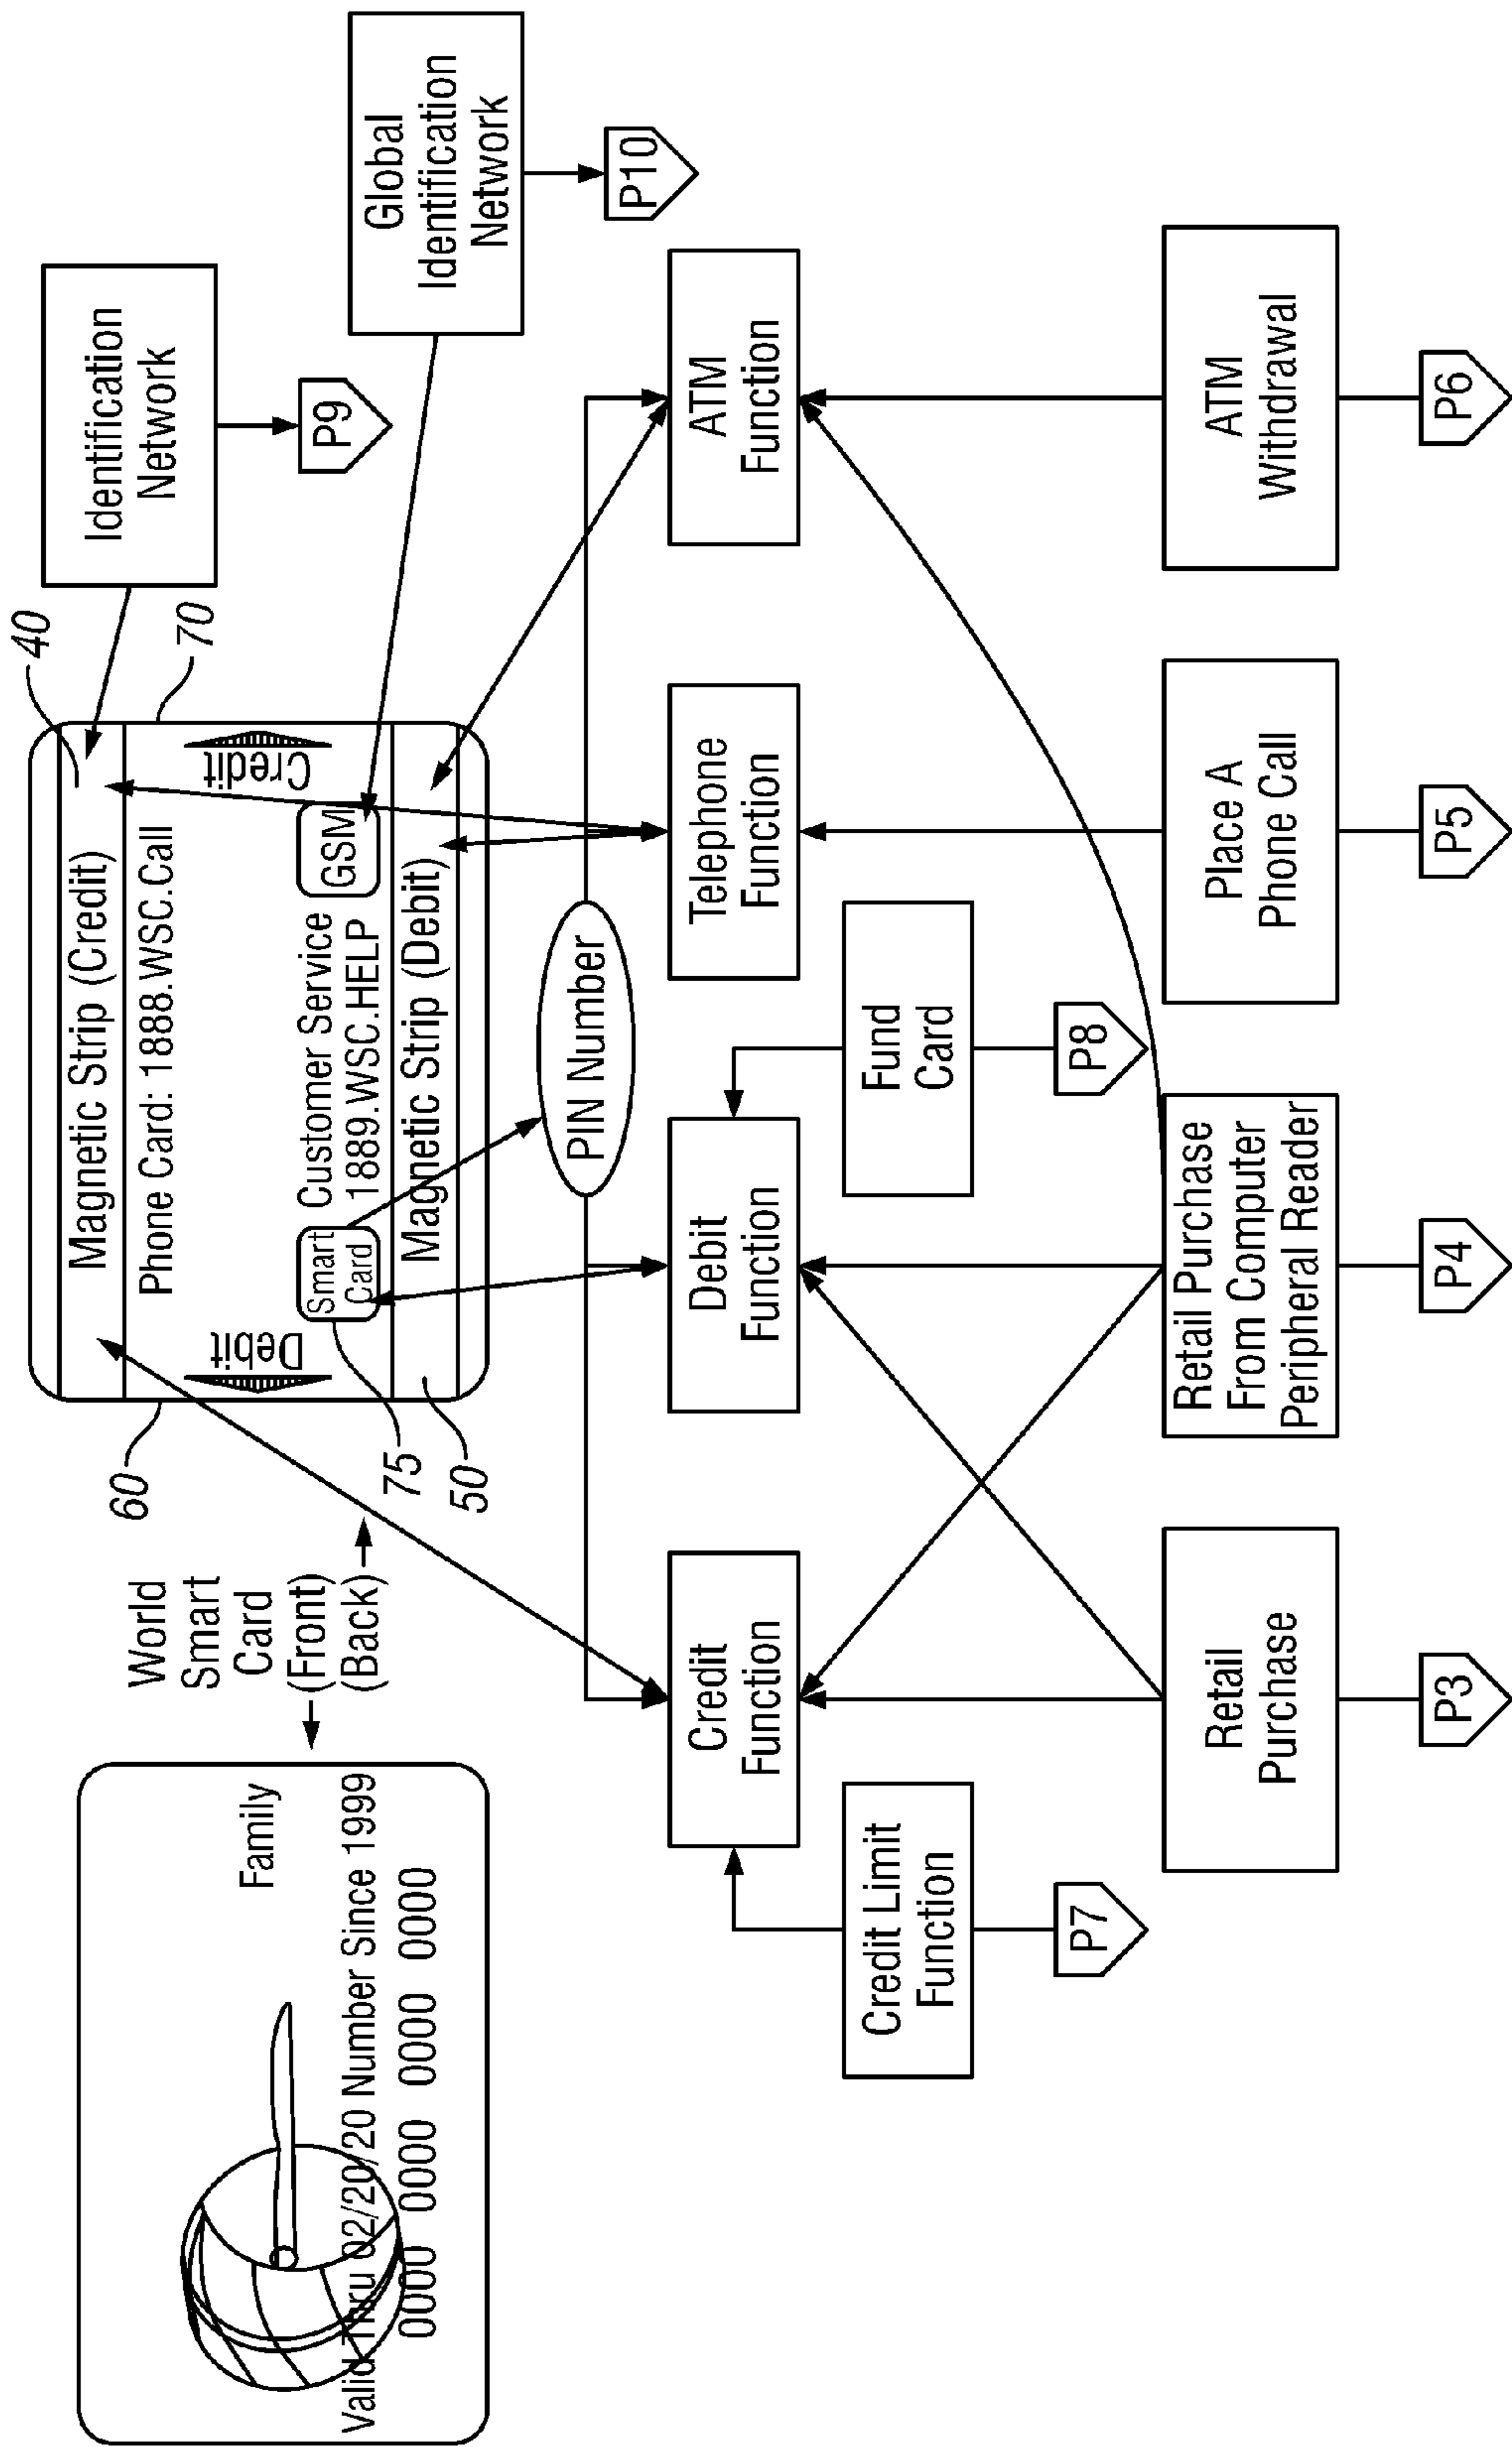 Family
Valid Thru 02/20/20 Number Since 1999
0000 0000 0000 0000
World
Smart
Card
(Front)
(Back)
60
75
50
40
70
Magnetic Strip (Credit)
Phone Card: 1888.WSC.Call
Debit
Credit
Smart
Card
Customer Service
1889.WSC.HELP
GSM
Magnetic Strip (Debit)
Identification
Network
P9
Global
Identification
Network
P10
PIN Number
Credit
Function
Debit
Function
Telephone
Function
ATM
Function
Credit Limit
Function
P7
Fund
Card
P8
Retail
Purchase
P3
Retail Purchase
From Computer
Peripheral Reader
P4
Place A
Phone Call
P5
ATM
Withdrawal
P6